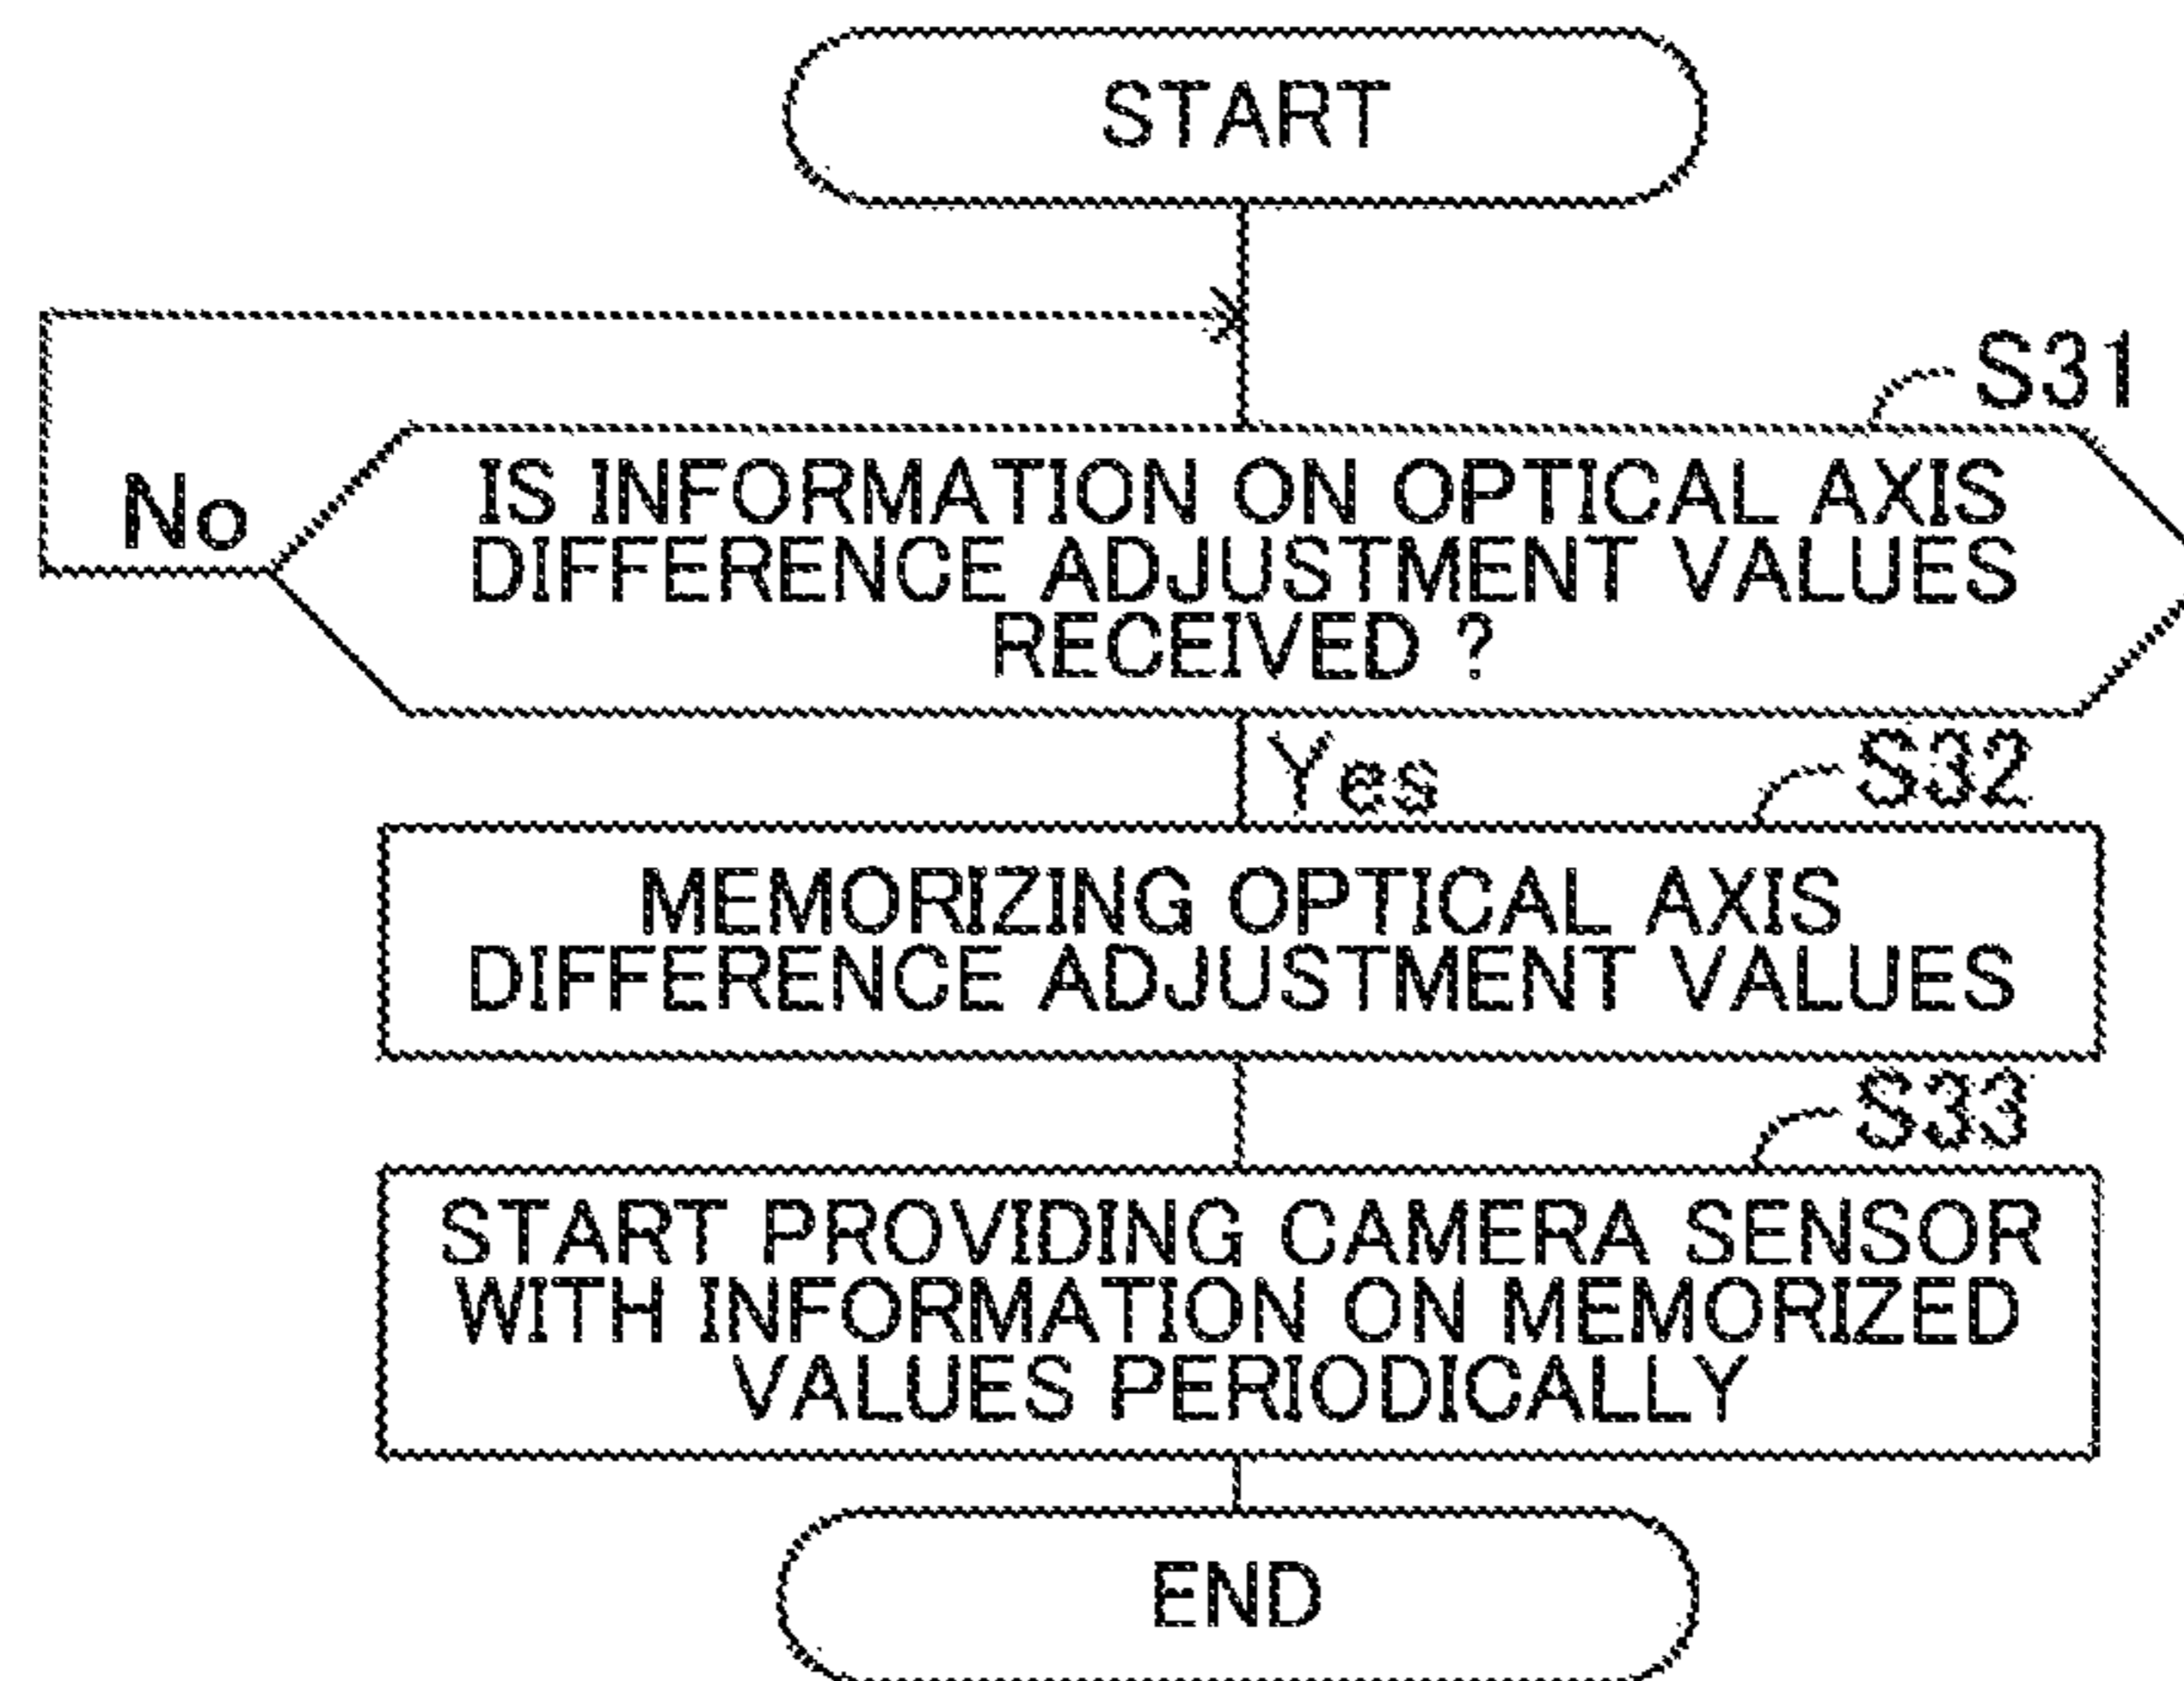 START
S31
No
IS INFORMATION ON OPTICAL AXIS
DIFFERENCE ADJUSTMENT VALUES
RECEIVED ?
Yes
S32
MEMORIZING OPTICAL AXIS
DIFFERENCE ADJUSTMENT VALUES
S33
START PROVIDING CAMERA SENSOR
WITH INFORMATION ON MEMORIZED
VALUES PERIODICALLY
END